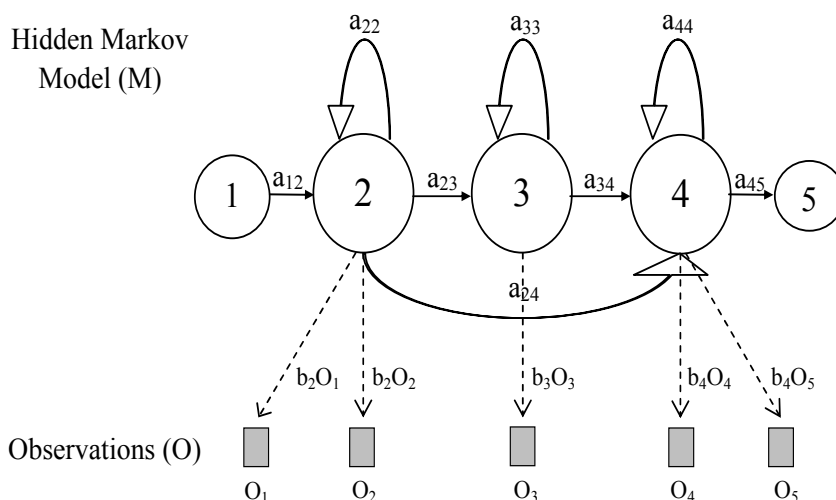 Hidden Markov
Model (M)
a₂₂ a₃₃ a₄₄
1 a₁₂ 2 a₂₃ 3 a₃₄ 4 a₄₅ 5
a₂₄
b₂O₁ b₂O₂ b₃O₃ b₄O₄ b₄O₅
Observations (O)
O₁ O₂ O₃ O₄ O₅